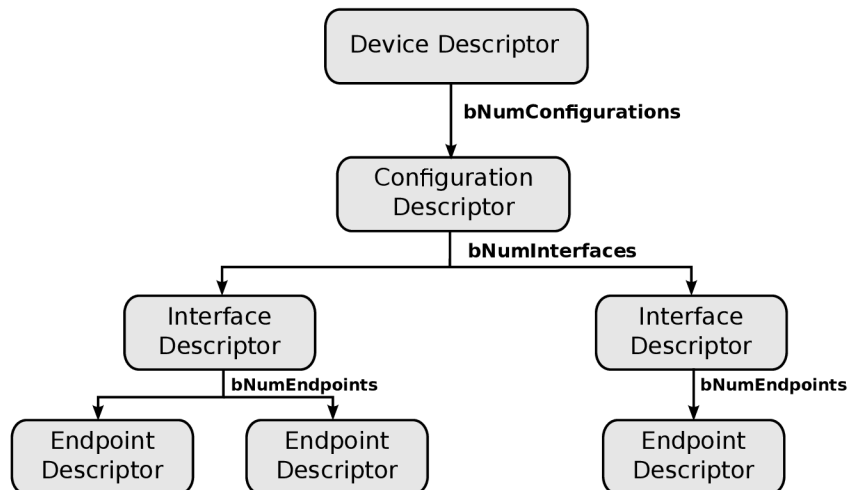 Device Descriptor
bNumConfigurations
Configuration
Descriptor
bNumInterfaces
Interface
Descriptor
Interface
Descriptor
bNumEndpoints
bNumEndpoints
Endpoint
Descriptor
Endpoint
Descriptor
Endpoint
Descriptor